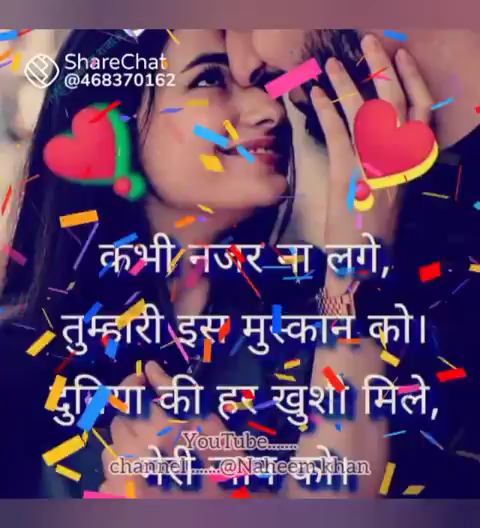 ShareChat
@468370162
कभी नजर ना लगे,
तुम्हारी इस मुस्कान को।
दुनिया की हर खुशी मिले,
YouTube.......
channel ......@Naheem khan
मेरी को।